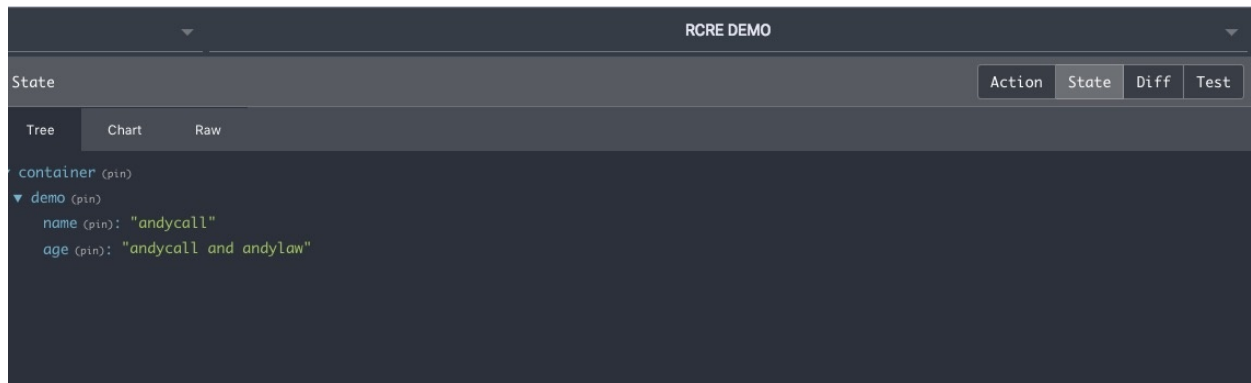 RCRE DEMO
State Action State Diff Test
Tree Chart Raw
container (pin)
demo (pin)
name (pin): "andycall"
age (pin): "andycall and andylaw"